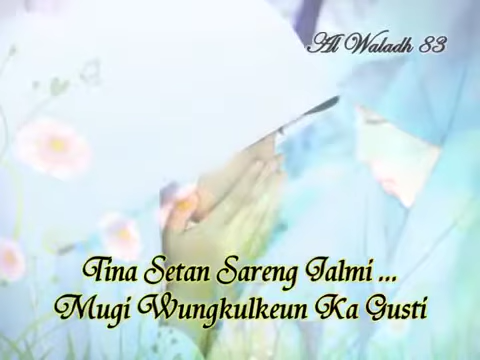 Al Waladh 83
Tina Setan Sareng Jalmi ...
Mugi Wungkulkeun Ka Gusti